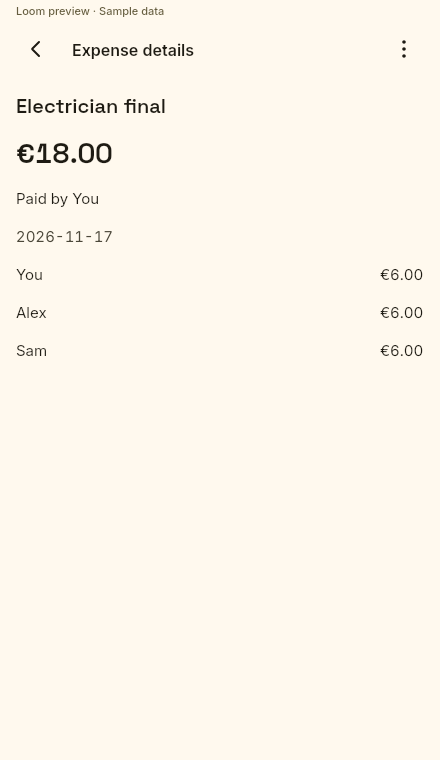 Loom preview · Sample data
Expense details
Electrician final
€18.00
Paid by You
2026-11-17
You €6.00
Alex €6.00
Sam €6.00